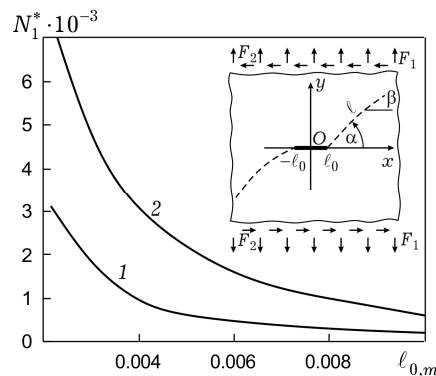 N₁* · 10⁻³
6
5
4
3
2
1
0
0.004
0.006
0.008
ℓ₀,m
1
2
F₂
F₁
y
ℓ
β
α
O
−ℓ₀
ℓ₀
x
F₂
F₁